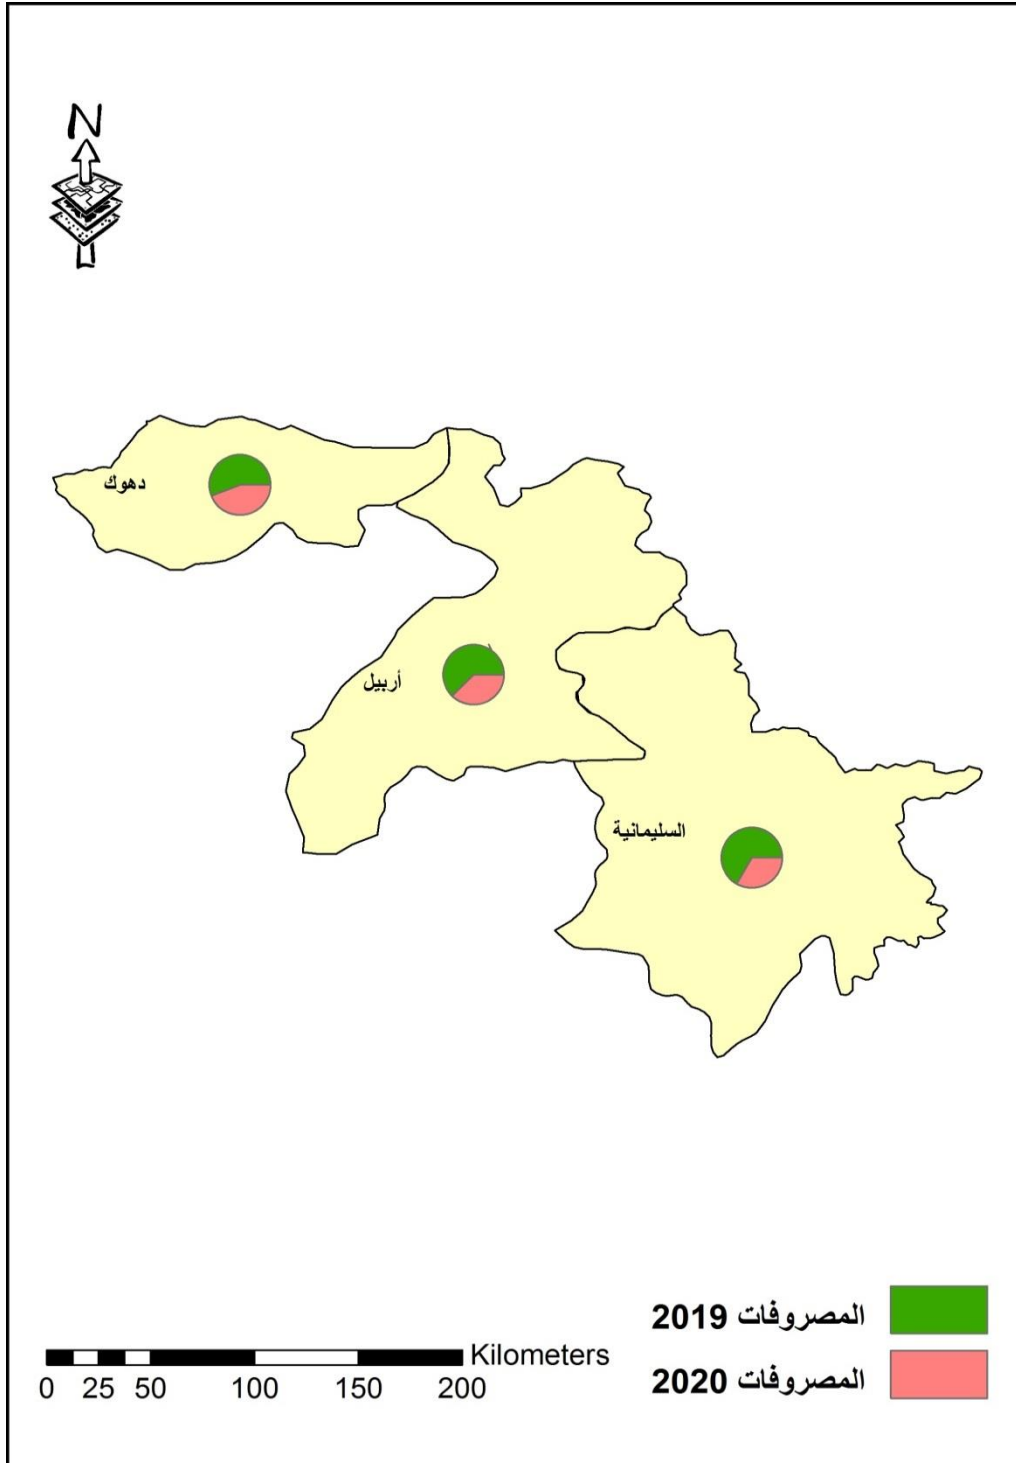 N
دهوك
أربيل
السليمانية
المصروفات 2019
المصروفات 2020
Kilometers
0 25 50 100 150 200